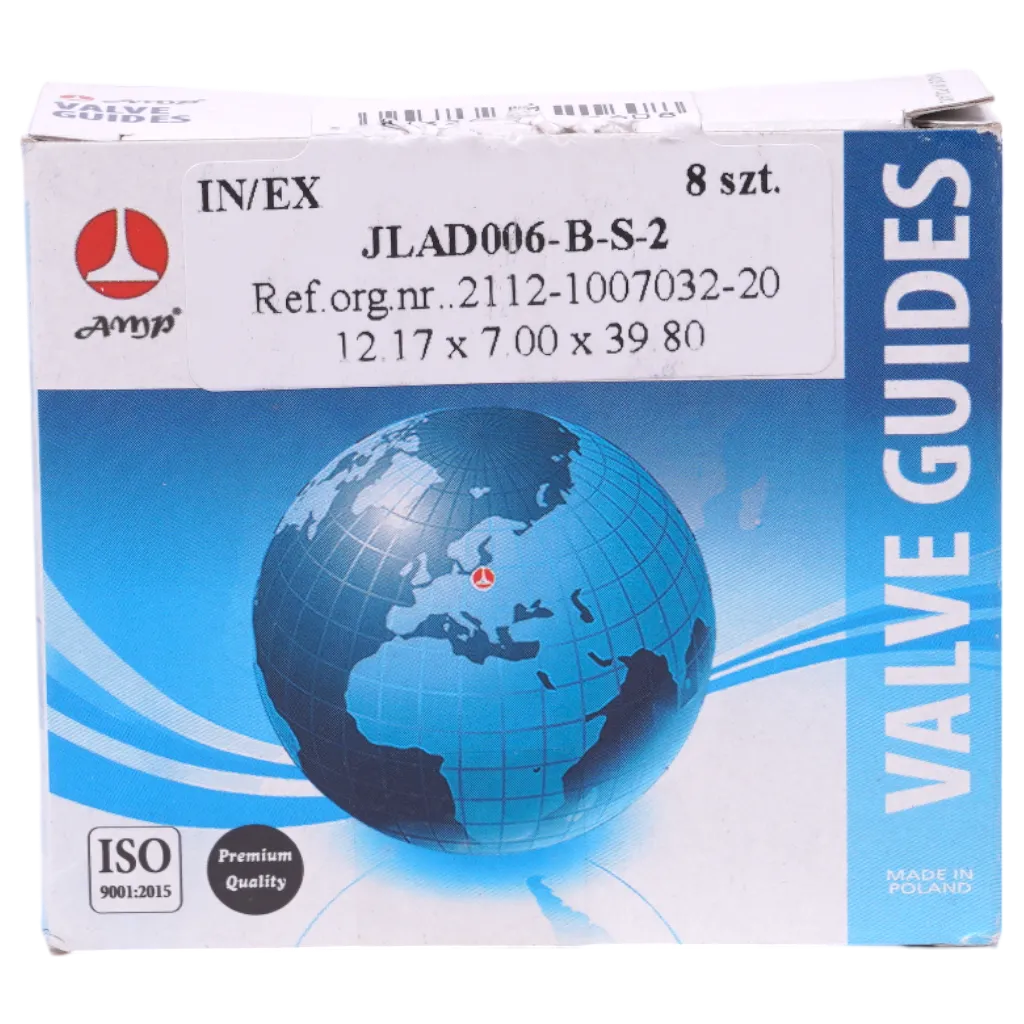 AMP
VALVE
GUIDES
IN/EX
8 szt.
JLAD006-B-S-2
Ref.org.nr..2112-1007032-20
12.17 x 7.00 x 39.80
AMP®
VALVE GUIDES
ISO
9001:2015
Premium
Quality
MADE IN
POLAND